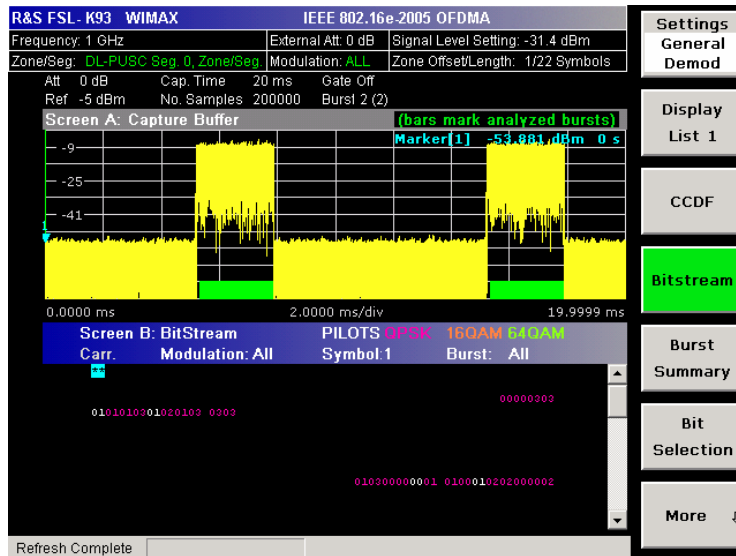 R&S FSL- K93 WIMAX IEEE 802.16e-2005 OFDMA
Frequency: 1 GHz External Att: 0 dB Signal Level Setting: -31.4 dBm
Zone/Seg: DL-PUSC Seg. 0, Zone/Seg. Modulation: ALL Zone Offset/Length: 1/22 Symbols
Att 0 dB Cap. Time 20 ms Gate Off
Ref -5 dBm No. Samples 200000 Burst 2 (2)
Screen A: Capture Buffer (bars mark analyzed bursts)
Marker[1] -53.881 dBm 0 s
-9
-25
-41
1
0.0000 ms 2.0000 ms/div 19.9999 ms
Screen B: BitStream PILOTS QPSK 16QAM 64QAM
Carr. Modulation: All Symbol:1 Burst: All
**
00000303
0101010301020103 0303
010300000001 0100010202000002
Refresh Complete
Settings
General
Demod
Display
List 1
CCDF
Bitstream
Burst
Summary
Bit
Selection
More